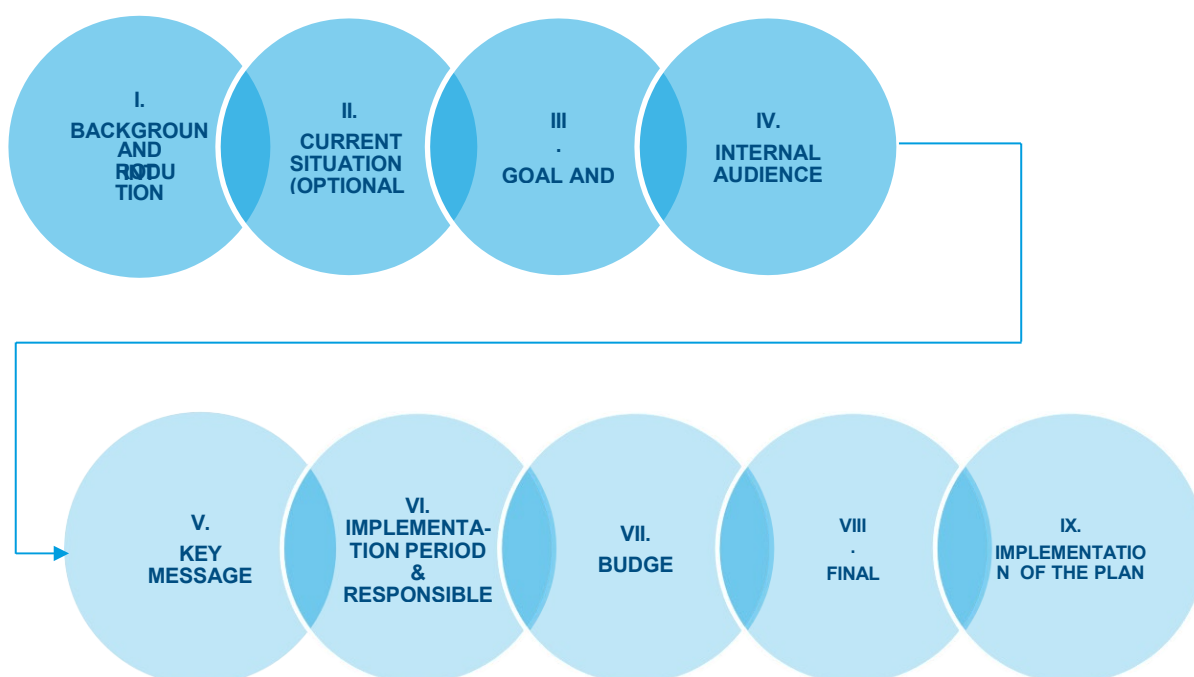 I.
BACKGROUN
AND
TION
II.
CURRENT
SITUATION
(OPTIONAL
III
.
GOAL AND
IV.
INTERNAL
AUDIENCE
V.
KEY
MESSAGE
VI.
IMPLEMENTA-
TION PERIOD
&
RESPONSIBLE
VII.
BUDGE
VIII
.
FINAL
IX.
IMPLEMENTATIO
N OF THE PLAN